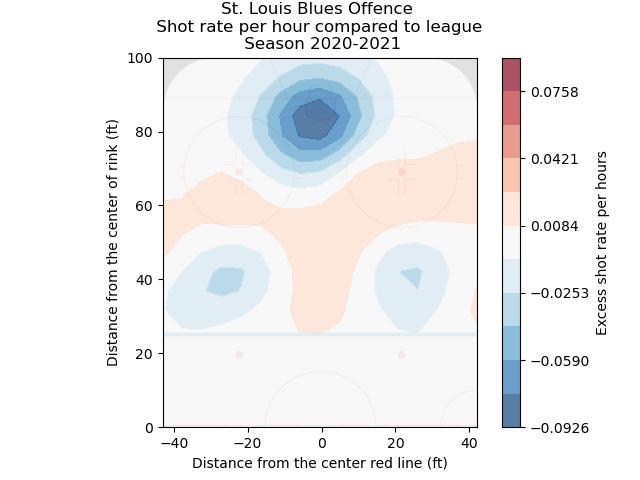 St. Louis Blues Offence
Shot rate per hour compared to league
Season 2020-2021
100
80
60
40
20
0
−40
−20
0
20
40
Distance from the center of rink (ft)
Distance from the center red line (ft)
0.0758
0.0421
0.0084
−0.0253
−0.0590
−0.0926
Excess shot rate per hours